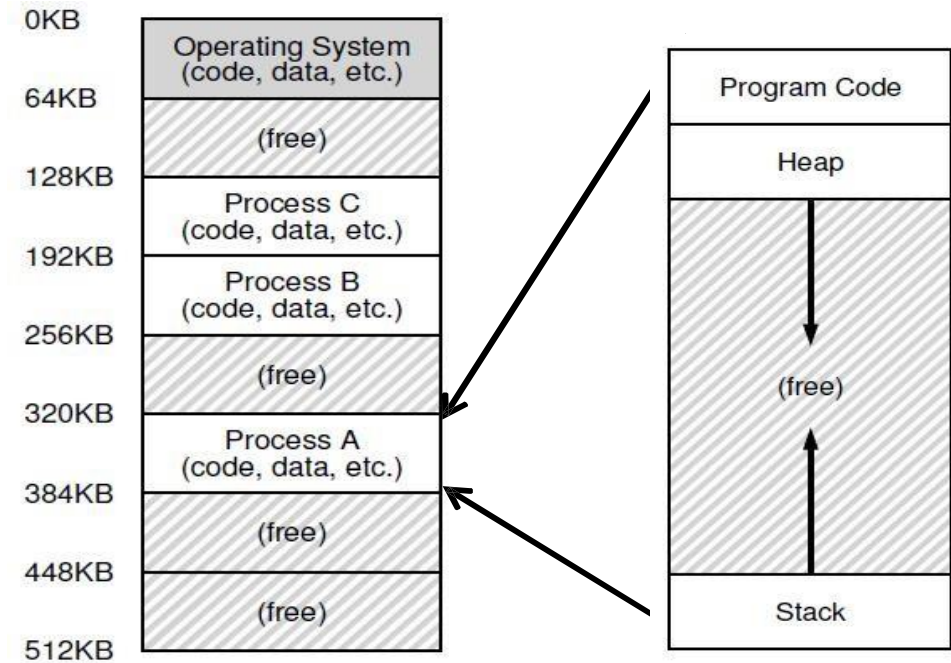 0KB
Operating System
(code, data, etc.)
64KB
(free)
128KB
Process C
(code, data, etc.)
192KB
Process B
(code, data, etc.)
256KB
(free)
320KB
Process A
(code, data, etc.)
384KB
(free)
448KB
(free)
512KB
Program Code
Heap
(free)
Stack